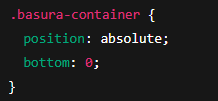 .basura-container {
  position: absolute;
  bottom: 0;
}